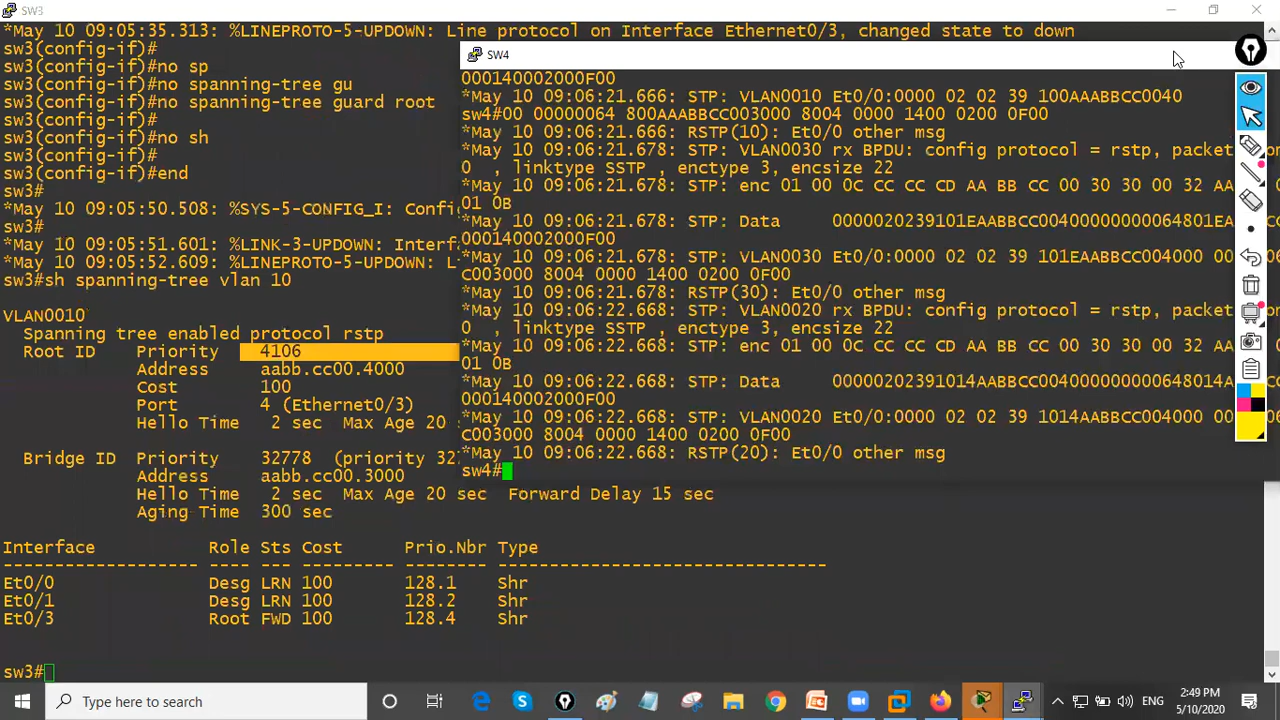 SW3
*May 10 09:05:35.313: %LINEPROTO-5-UPDOWN: Line protocol on Interface Ethernet0/3, changed state to down
sw3(config-if)#
sw3(config-if)#no sp
sw3(config-if)#no spanning-tree gu
sw3(config-if)#no spanning-tree guard root
sw3(config-if)#
sw3(config-if)#no sh
sw3(config-if)#
sw3(config-if)#end
sw3#
*May 10 09:05:50.508: %SYS-5-CONFIG_I: Config
sw3#
*May 10 09:05:51.601: %LINK-3-UPDOWN: Interf
*May 10 09:05:52.609: %LINEPROTO-5-UPDOWN: Li
sw3#sh spanning-tree vlan 10
VLAN0010
Spanning tree enabled protocol rstp
Root ID Priority 4106
Address aabb.cc00.4000
Cost 100
Port 4 (Ethernet0/3)
Hello Time 2 sec Max Age 20
Bridge ID Priority 32778 (priority 327
Address aabb.cc00.3000
Hello Time 2 sec Max Age 20 sec Forward Delay 15 sec
Aging Time 300 sec
Interface Role Sts Cost Prio.Nbr Type
------------------- ---- --- --------- -------- --------------------------------
Et0/0 Desg LRN 100 128.1 Shr
Et0/1 Desg LRN 100 128.2 Shr
Et0/3 Root FWD 100 128.4 Shr
sw3#
SW4
000140002000F00
*May 10 09:06:21.666: STP: VLAN0010 Et0/0:0000 02 02 39 100AAABBCC0040
sw4#00 00000064 800AAABBCC003000 8004 0000 1400 0200 0F00
*May 10 09:06:21.666: RSTP(10): Et0/0 other msg
*May 10 09:06:21.678: STP: VLAN0030 rx BPDU: config protocol = rstp, packet
0 , linktype SSTP , enctype 3, encsize 22
*May 10 09:06:21.678: STP: enc 01 00 0C CC CC CD AA BB CC 00 30 30 00 32 AA
01 0B
*May 10 09:06:21.678: STP: Data 0000020239101EAABBCC0040000000064801EA
000140002000F00
*May 10 09:06:21.678: STP: VLAN0030 Et0/0:0000 02 02 39 101EAABBCC004000
C003000 8004 0000 1400 0200 0F00
*May 10 09:06:21.678: RSTP(30): Et0/0 other msg
*May 10 09:06:22.668: STP: VLAN0020 rx BPDU: config protocol = rstp, packet
0 , linktype SSTP , enctype 3, encsize 22
*May 10 09:06:22.668: STP: enc 01 00 0C CC CC CD AA BB CC 00 30 30 00 32 AA
01 0B
*May 10 09:06:22.668: STP: Data 00000202391014AABBCC00400000000648014A
000140002000F00
*May 10 09:06:22.668: STP: VLAN0020 Et0/0:0000 02 02 39 1014AABBCC004000
C003000 8004 0000 1400 0200 0F00
*May 10 09:06:22.668: RSTP(20): Et0/0 other msg
sw4#
Type here to search
ENG
2:49 PM
5/10/2020